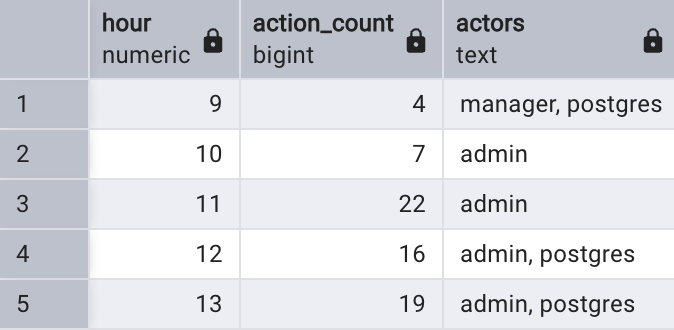 hour action_count actors
numeric bigint text
1 9 4 manager, postgres
2 10 7 admin
3 11 22 admin
4 12 16 admin, postgres
5 13 19 admin, postgres